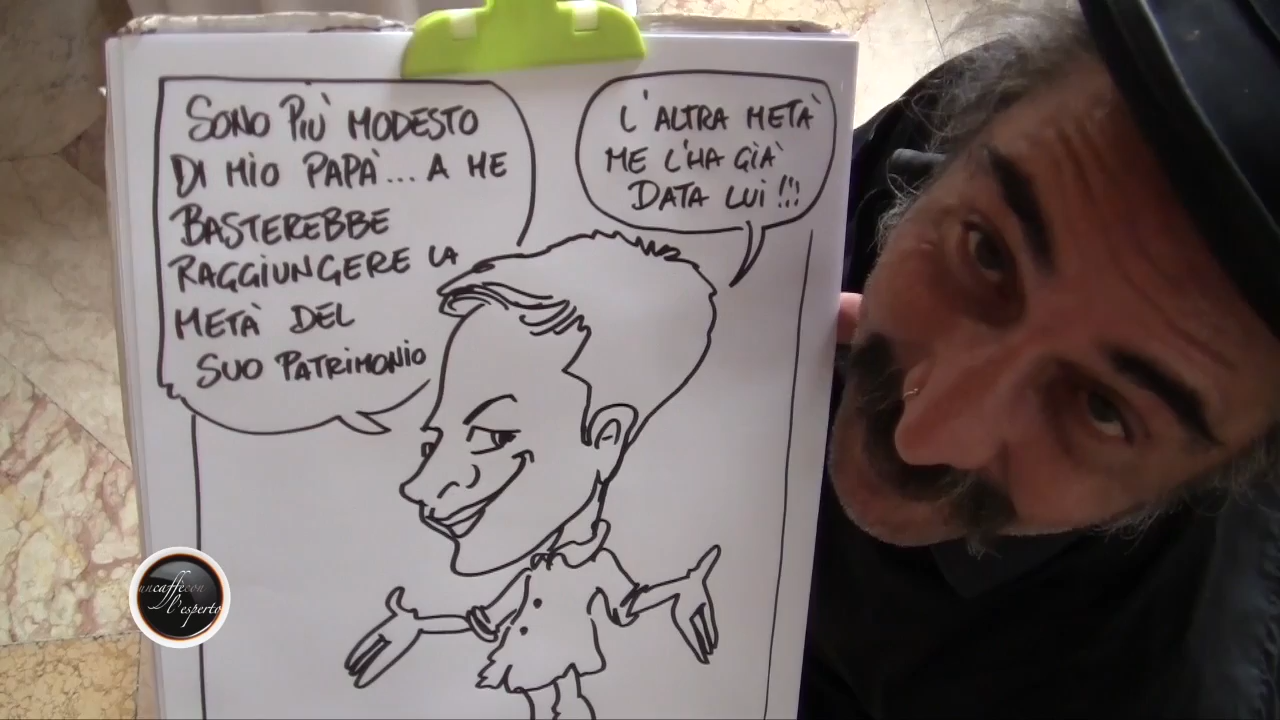 SONO PIÙ MODESTO
DI MIO PAPÀ... A ME
BASTEREBBE
RAGGIUNGERE LA
METÀ DEL
SUO PATRIMONIO
L'ALTRA METÀ
ME L'HA GIÀ
DATA LUI!!!
uncaffècon
l'esperto